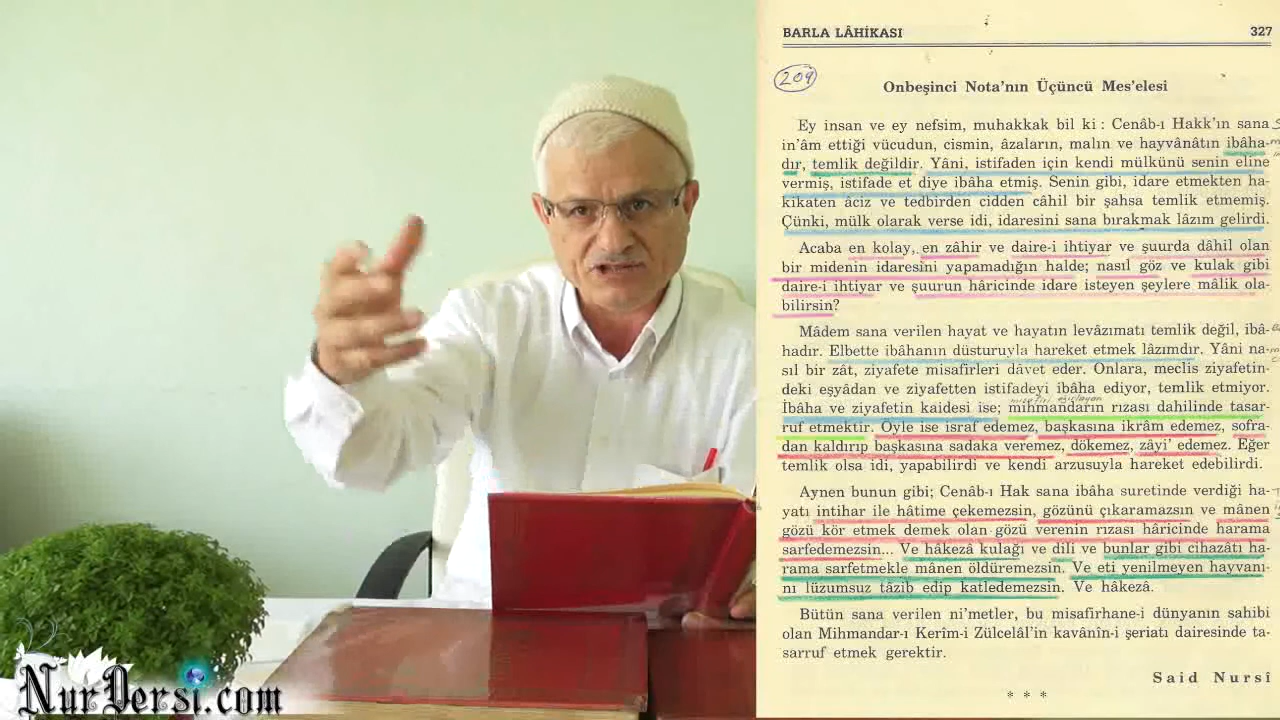 BARLA LÂHİKASI 327
209
Onbeşinci Nota'nın Üçüncü Mes'elesi
Ey insan ve ey nefsim, muhakkak bil ki : Cenâb-ı Hakk'ın sana
in'âm ettiği vücudun, cismin, âzaların, malın ve hayvânâtın ibâha-
dır, temlik değildir. Yâni, istifaden için kendi mülkünü senin eline
vermiş, istifade et diye ibâha etmiş. Senin gibi, idare etmekten ha-
kikaten âciz ve tedbirden cidden câhil bir şahsa temlik etmemiş.
Çünki, mülk olarak verse idi, idaresini sana bırakmak lâzım gelirdi.
Acaba en kolay, en zâhir ve daire-i ihtiyar ve şuurda dâhil olan
bir midenin idaresini yapamadığın halde; nasıl göz ve kulak gibi
daire-i ihtiyar ve şuurun hâricinde idare isteyen şeylere mâlik ola-
bilirsin?
Mâdem sana verilen hayat ve hayatın levâzımatı temlik değil, ibâ-
hadır. Elbette ibâhanın düsturuyla hareket etmek lâzımdır. Yâni na-
sıl bir zât, ziyafete misafirleri dâvet eder. Onlara, meclis ziyafetin-
deki eşyâdan ve ziyafetten istifadeyi ibâha ediyor, temlik etmiyor.
İbâha ve ziyafetin kaidesi ise; mihmandarın rızası dahilinde tasar-
ruf etmektir. Öyle ise israf edemez, başkasına ikrâm edemez, sofra-
dan kaldırıp başkasına sadaka veremez, dökemez, zâyi' edemez. Eğer
temlik olsa idi, yapabilirdi ve kendi arzusuyla hareket edebilirdi.
Aynen bunun gibi; Cenâb-ı Hak sana ibâha suretinde verdiği ha-
yatı intihar ile hâtime çekemezsin, gözünü çıkaramazsın ve mânen
gözü kör etmek demek olan gözü verenin rızası hâricinde harama
sarfedemezsin... Ve hâkezâ kulağı ve dili ve bunlar gibi cihazâtı ha-
rama sarfetmekle mânen öldüremezsin. Ve eti yenilmeyen hayvanı-
nı lüzumsuz tâzib edip katledemezsin. Ve hâkezâ.
Bütün sana verilen ni'metler, bu misafirhane-i dünyanın sahibi
olan Mihmandar-ı Kerîm-i Zülcelâl'in kavânîn-i şeriatı dairesinde ta-
sarruf etmek gerektir.
Said Nursî
* * *
NurDersi.com